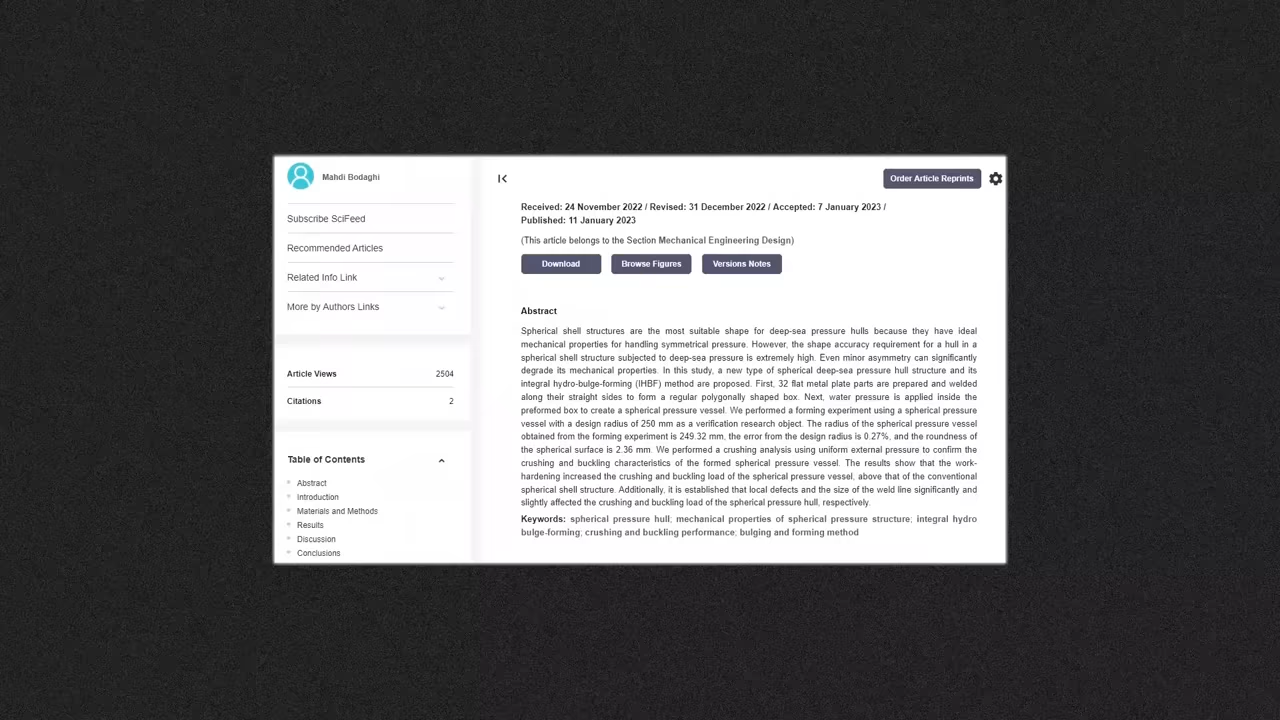 Mahdi Bodaghi
Subscribe SciFeed
Recommended Articles
Related Info Link
More by Authors Links
Article Views 2504
Citations 2
Table of Contents
Abstract
Introduction
Materials and Methods
Results
Discussion
Conclusions
Order Article Reprints
Received: 24 November 2022 / Revised: 31 December 2022 / Accepted: 7 January 2023 /
Published: 11 January 2023
(This article belongs to the Section Mechanical Engineering Design)
Download Browse Figures Versions Notes
Abstract
Spherical shell structures are the most suitable shape for deep-sea pressure hulls because they have ideal
mechanical properties for handling symmetrical pressure. However, the shape accuracy requirement for a hull in a
spherical shell structure subjected to deep-sea pressure is extremely high. Even minor asymmetry can significantly
degrade its mechanical properties. In this study, a new type of spherical deep-sea pressure hull structure and its
integral hydro-bulge-forming (IHBF) method are proposed. First, 32 flat metal plate parts are prepared and welded
along their straight sides to form a regular polygonally shaped box. Next, water pressure is applied inside the
preformed box to create a spherical pressure vessel. We performed a forming experiment using a spherical pressure
vessel with a design radius of 250 mm as a verification research object. The radius of the spherical pressure vessel
obtained from the forming experiment is 249.32 mm, the error from the design radius is 0.27%, and the roundness of
the spherical surface is 2.36 mm. We performed a crushing analysis using uniform external pressure to confirm the
crushing and buckling characteristics of the formed spherical pressure vessel. The results show that the work-
hardening increased the crushing and buckling load of the spherical pressure vessel, above that of the conventional
spherical shell structure. Additionally, it is established that local defects and the size of the weld line significantly and
slightly affected the crushing and buckling load of the spherical pressure hull, respectively.
Keywords: spherical pressure hull; mechanical properties of spherical pressure structure; integral hydro
bulge-forming; crushing and buckling performance; bulging and forming method